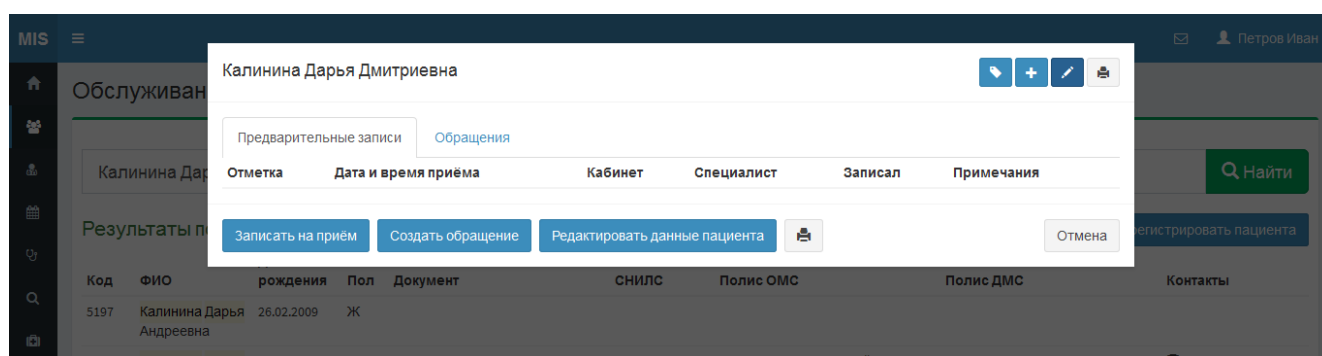 MIS
Петров Иван
Калинина Дарья Дмитриевна
Обслуживан
Предварительные записи Обращения
Отметка Дата и время приёма Кабинет Специалист Записал Примечания
Калинина Дар
Найти
Записать на приём Создать обращение Редактировать данные пациента Отмена
Результаты по
регистрировать пациента
Код ФИО рождения Пол Документ СНИЛС Полис ОМС Полис ДМС Контакты
5197 Калинина Дарья 26.02.2009 Ж
Андреевна